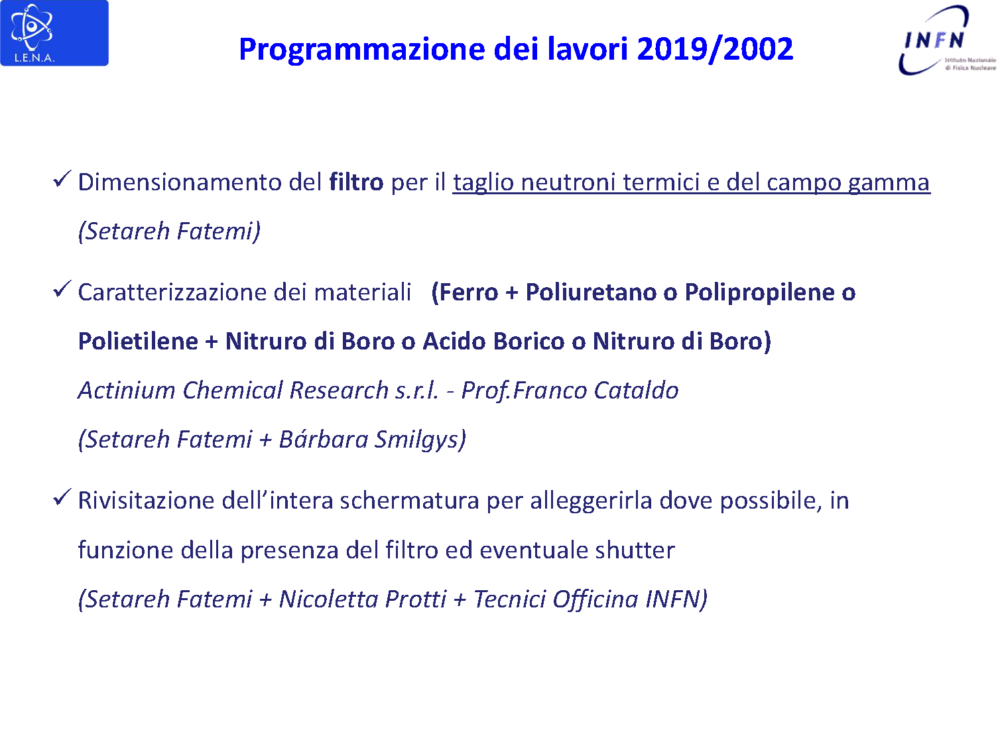 L.E.N.A.
Programmazione dei lavori 2019/2002
INFN
Istituto Nazionale
di Fisica Nucleare
✓ Dimensionamento del filtro per il taglio neutroni termici e del campo gamma
(Setareh Fatemi)
✓ Caratterizzazione dei materiali (Ferro + Poliuretano o Polipropilene o
Polietilene + Nitruro di Boro o Acido Borico o Nitruro di Boro)
Actinium Chemical Research s.r.l. - Prof.Franco Cataldo
(Setareh Fatemi + Bárbara Smilgys)
✓ Rivisitazione dell’intera schermatura per alleggerirla dove possibile, in
funzione della presenza del filtro ed eventuale shutter
(Setareh Fatemi + Nicoletta Protti + Tecnici Officina INFN)